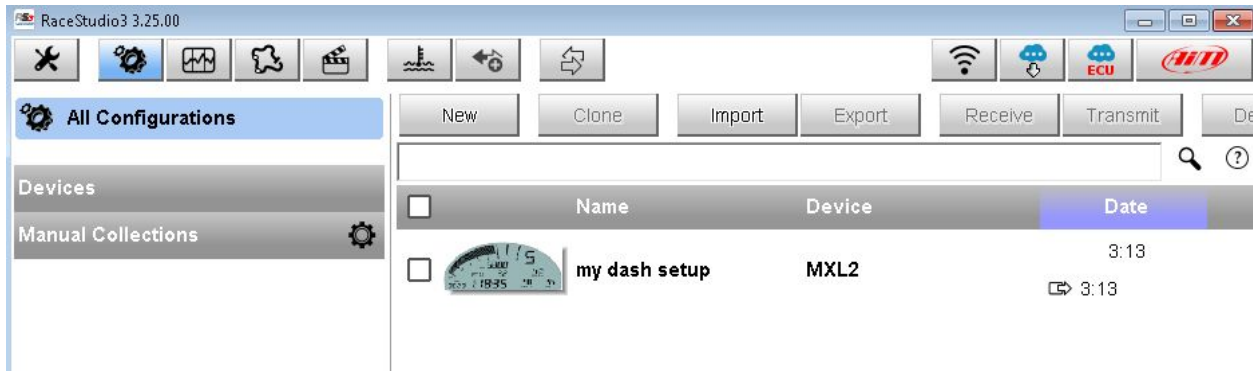 RaceStudio3 3.25.00
ECU
AiM
All Configurations
New Clone Import Export Receive Transmit De
Devices
Name Device Date
Manual Collections
my dash setup MXL2 3:13
3:13